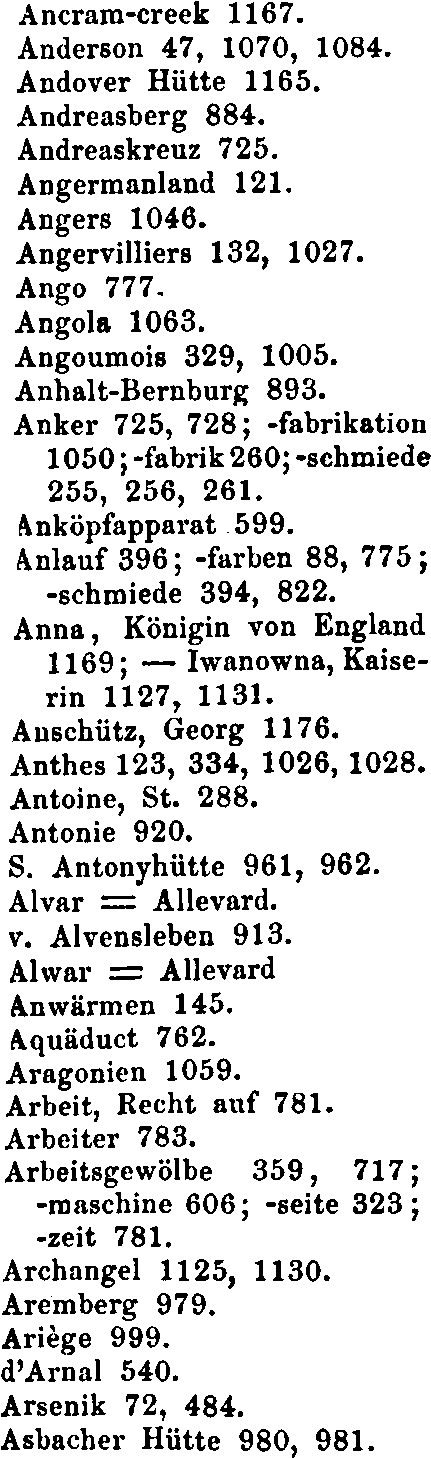 Ancram-creek 1167.
Anderson 47, 1070, 1084.
Andover Hütte 1165.
Andreasberg 884.
Andreaskreuz 725.
Angermanland 121.
Angers 1046.
Angervilliers 132, 1027.
Ango 777.
Angola 1063.
Angoumois 329, 1005.
Anhalt-Bernburg 893.
Anker 725, 728; -fabrikation
1050; -fabrik 260; -schmiede
255, 256, 261.
Anköpfapparat 599.
Anlauf 396; -farben 88, 775;
-schmiede 394, 822.
Anna, Königin von England
1169; — Iwanowna, Kaise-
rin 1127, 1131.
Auschütz, Georg 1176.
Anthes 123, 334, 1026, 1028.
Antoine, St. 288.
Antonie 920.
S. Antonyhütte 961, 962.
Alvar = Allevard.
v. Alvensleben 913.
Alwar = Allevard
Anwärmen 145.
Aquäduct 762.
Aragonien 1059.
Arbeit, Recht auf 781.
Arbeiter 783.
Arbeitsgewölbe 359, 717;
-maschine 606; -seite 323;
-zeit 781.
Archangel 1125, 1130.
Aremberg 979.
Ariège 999.
d'Arnal 540.
Arsenik 72, 484.
Asbacher Hütte 980, 981.